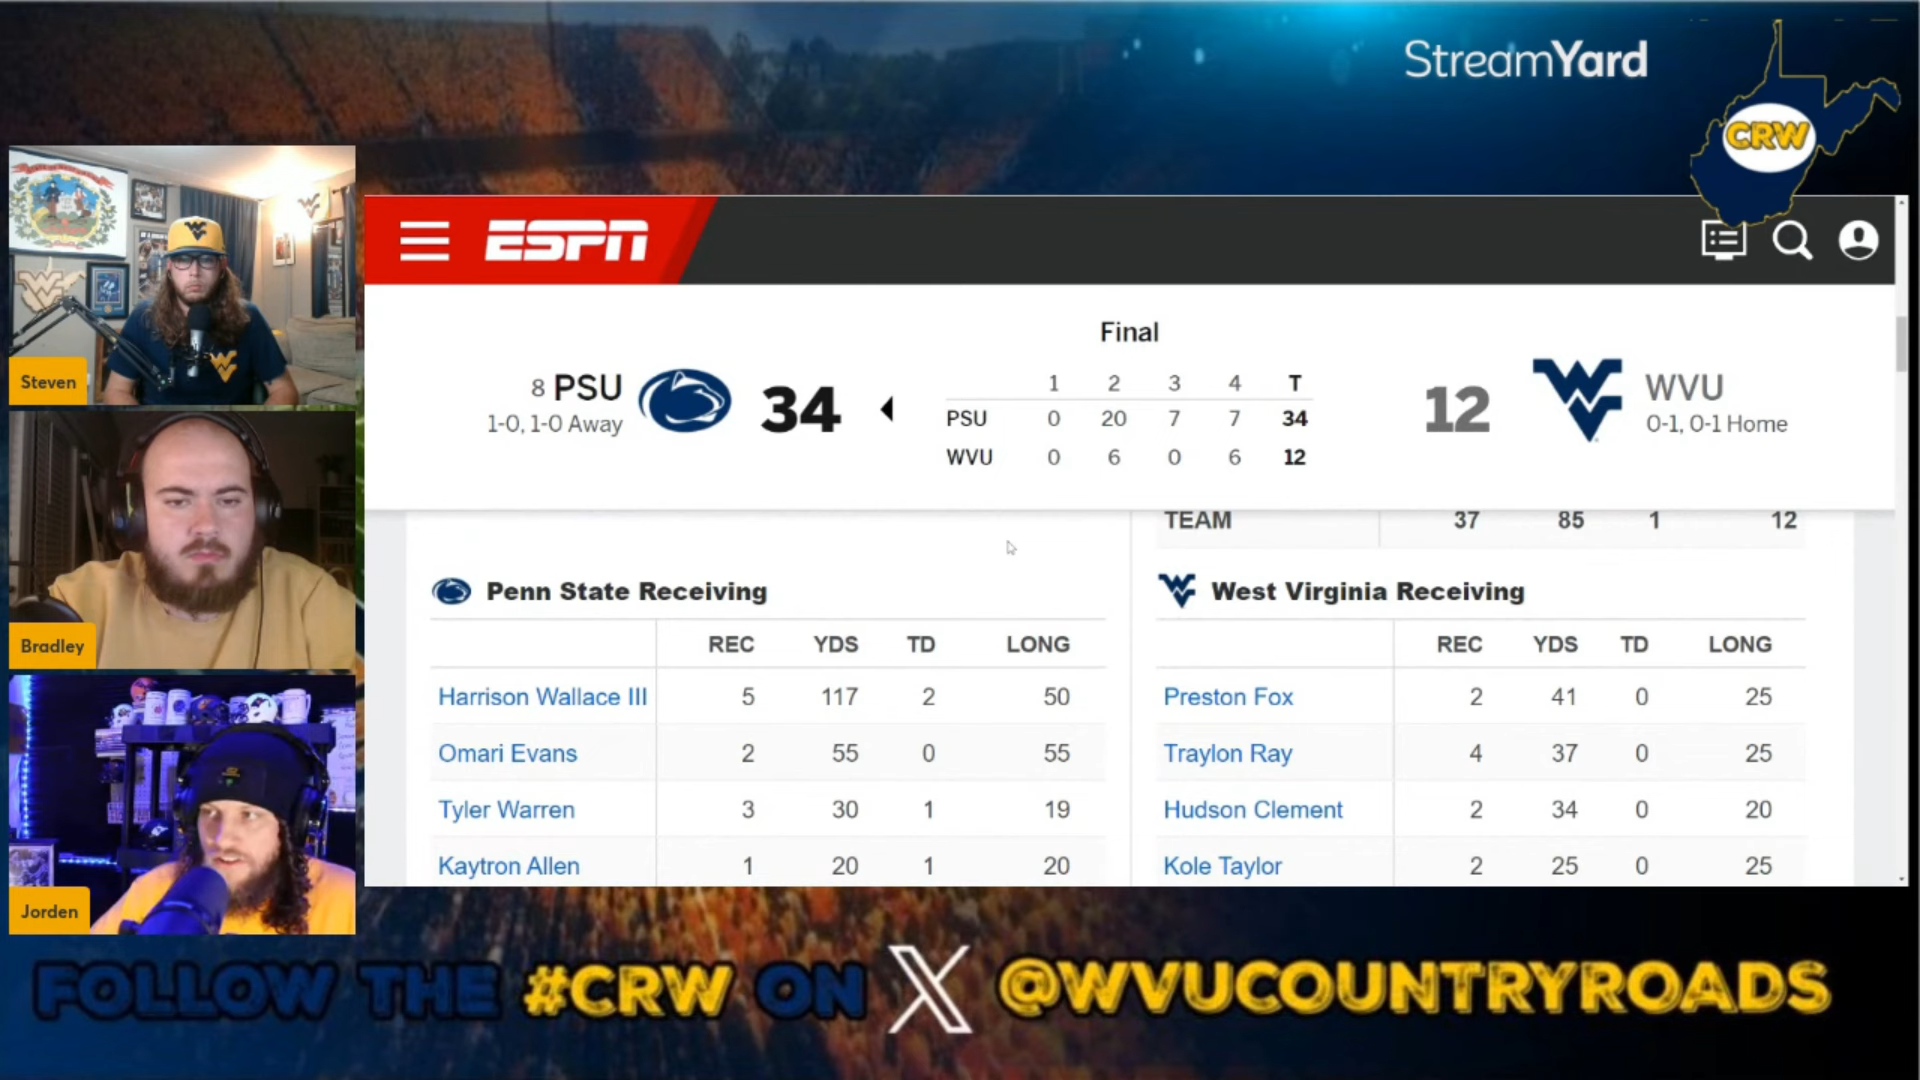 StreamYard
CRW
Steven
Bradley
Jorden
ESPN
Final
8 PSU
1-0, 1-0 Away
34
1 2 3 4 T
PSU 0 20 7 7 34
WVU 0 6 0 6 12
12
WVU
0-1, 0-1 Home
TEAM 37 85 1 12
Penn State Receiving
REC YDS TD LONG
Harrison Wallace III 5 117 2 50
Omari Evans 2 55 0 55
Tyler Warren 3 30 1 19
Kaytron Allen 1 20 1 20
West Virginia Receiving
REC YDS TD LONG
Preston Fox 2 41 0 25
Traylon Ray 4 37 0 25
Hudson Clement 2 34 0 20
Kole Taylor 2 25 0 25
FOLLOW THE #CRW ON X @WVUCOUNTRYROADS